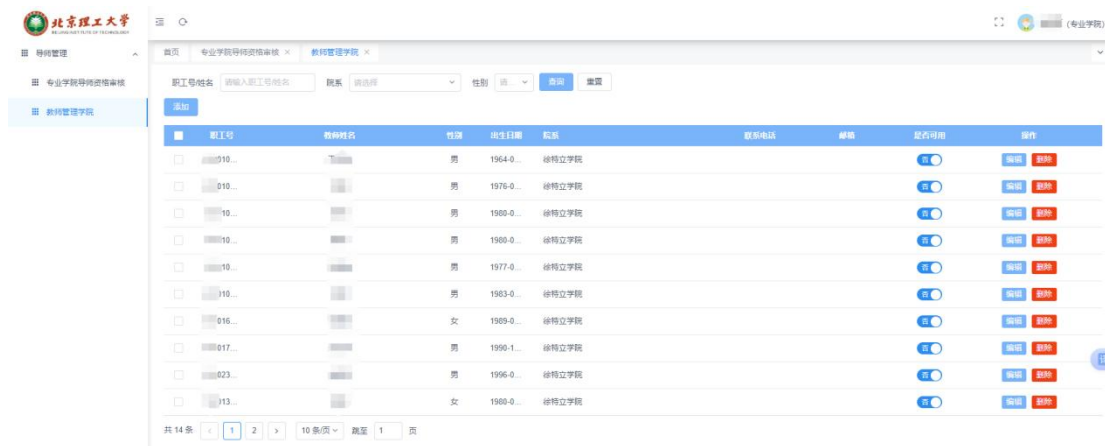 北京理工大学
BEIJING INSTITUTE OF TECHNOLOGY
(专业学院)
导师管理
首页 专业学院导师资格审核 × 教师管理学院 ×
专业学院导师资格审核
教师管理学院
职工号/姓名 请输入职工号/姓名 院系 请选择 性别 请... 查询 重置
添加
职工号 教师姓名 性别 出生日期 院系 联系电话 邮箱 是否可用 操作
010... 男 1964-0... 徐特立学院 否 编辑 删除
010... 男 1976-0... 徐特立学院 否 编辑 删除
10... 男 1980-0... 徐特立学院 否 编辑 删除
10... 男 1980-0... 徐特立学院 否 编辑 删除
10... 男 1977-0... 徐特立学院 否 编辑 删除
10... 男 1983-0... 徐特立学院 否 编辑 删除
016... 女 1989-0... 徐特立学院 否 编辑 删除
017... 男 1990-1... 徐特立学院 否 编辑 删除
023... 男 1996-0... 徐特立学院 否 编辑 删除
13... 女 1980-0... 徐特立学院 否 编辑 删除
共 14 条 < 1 2 > 10 条/页 跳至 1 页